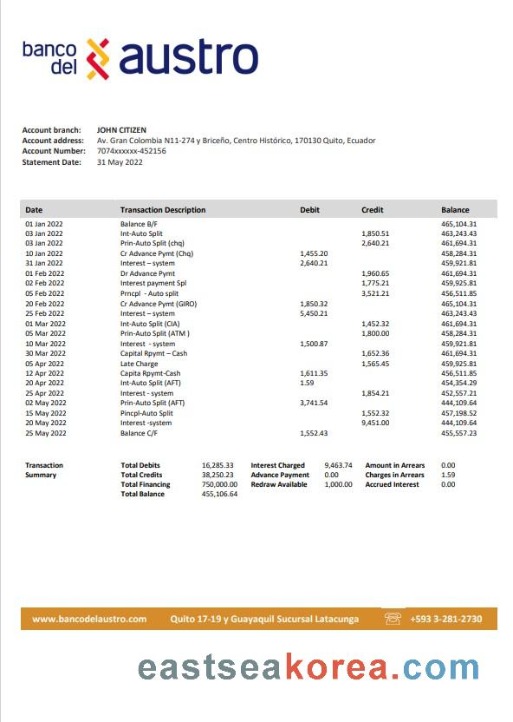 banco del austro
Account branch: JOHN CITIZEN
Account address: Av. Gran Colombia N11-274 y Briceño, Centro Histórico, 170130 Quito, Ecuador
Account Number: 7074xxxxxx-452156
Statement Date: 31 May 2022
Date Transaction Description Debit Credit Balance
01 Jan 2022 Balance B/F 465,104.31
03 Jan 2022 Int-Auto Split 1,850.51 463,243.43
03 Jan 2022 Prin-Auto Split (chq) 2,640.21 461,694.31
10 Jan 2022 Cr Advance Pymt (Chq) 1,455.20 458,284.31
31 Jan 2022 Interest – system 2,640.21 459,921.81
01 Feb 2022 Dr Advance Pymt 1,960.65 461,694.31
02 Feb 2022 Interest payment Spl 1,775.21 459,925.81
05 Feb 2022 Prncpl - Auto split 3,521.21 456,511.85
20 Feb 2022 Cr Advance Pymt (GIRO) 1,850.32 465,104.31
25 Feb 2022 Interest – system 5,450.21 463,243.43
01 Mar 2022 Int-Auto Split (CIA) 1,452.32 461,694.31
05 Mar 2022 Prin-Auto Split (ATM ) 1,800.00 458,284.31
10 Mar 2022 Interest - system 1,500.87 459,921.81
30 Mar 2022 Capital Rpymt – Cash 1,652.36 461,694.31
05 Apr 2022 Late Charge 1,565.45 459,925.81
12 Apr 2022 Capita Rpymt-Cash 1,611.35 456,511.85
20 Apr 2022 Int-Auto Split (AFT) 1.59 454,354.29
25 Apr 2022 Interest - system 1,854.21 452,557.21
02 May 2022 Prin-Auto Split (AFT) 3,741.54 444,109.64
15 May 2022 Pincpl-Auto Split 1,552.32 457,198.52
20 May 2022 Interest -system 9,451.00 444,109.64
25 May 2022 Balance C/F 1,552.43 455,557.23
Transaction Total Debits 16,285.33 Interest Charged 9,463.74 Amount in Arrears 0.00
Summary Total Credits 38,250.23 Advance Payment 0.00 Charges in Arrears 1.59
Total Financing 750,000.00 Redraw Available 1,000.00 Accrued Interest 0.00
Total Balance 455,106.64
www.bancodelaustro.com Quito 17-19 y Guayaquil Sucursal Latacunga +593 3-281-2730
eastseakorea.com